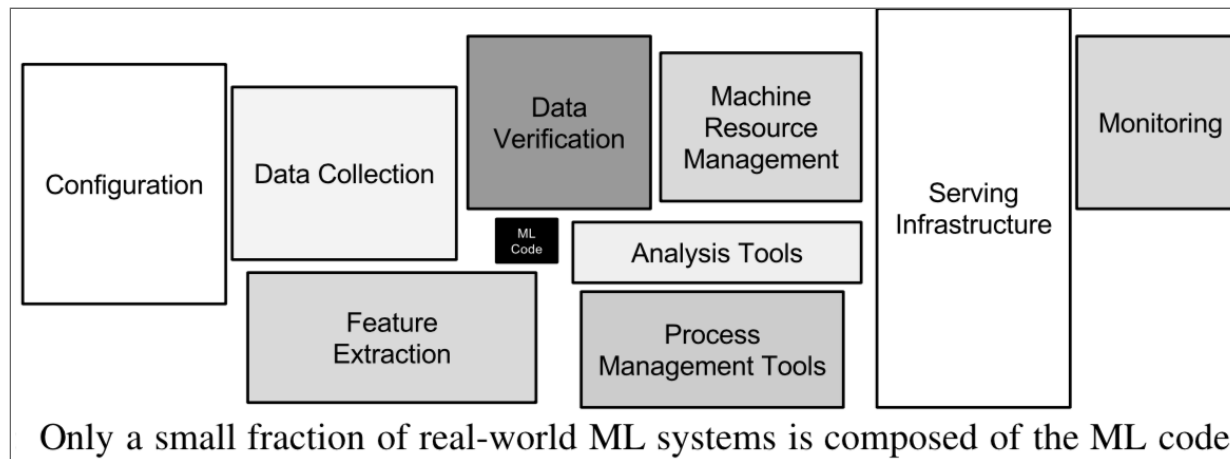 Configuration
Data Collection
Data
Verification
Machine
Resource
Management
Serving
Infrastructure
Monitoring
ML
Code
Analysis Tools
Feature
Extraction
Process
Management Tools
Only a small fraction of real-world ML systems is composed of the ML code